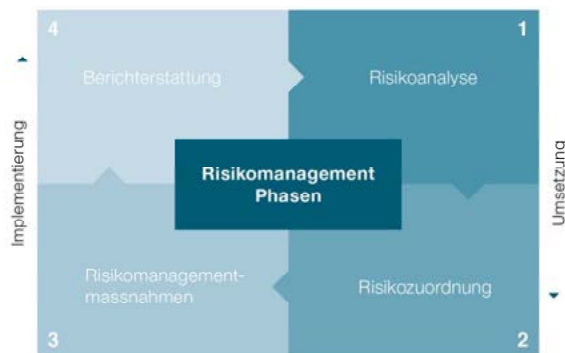 4
1
Berichterstattung
Risikoanalyse
Implementierung
Risikomanagement
Phasen
Umsetzung
Risikomanagement-
massnahmen
Risikozuordnung
3
2